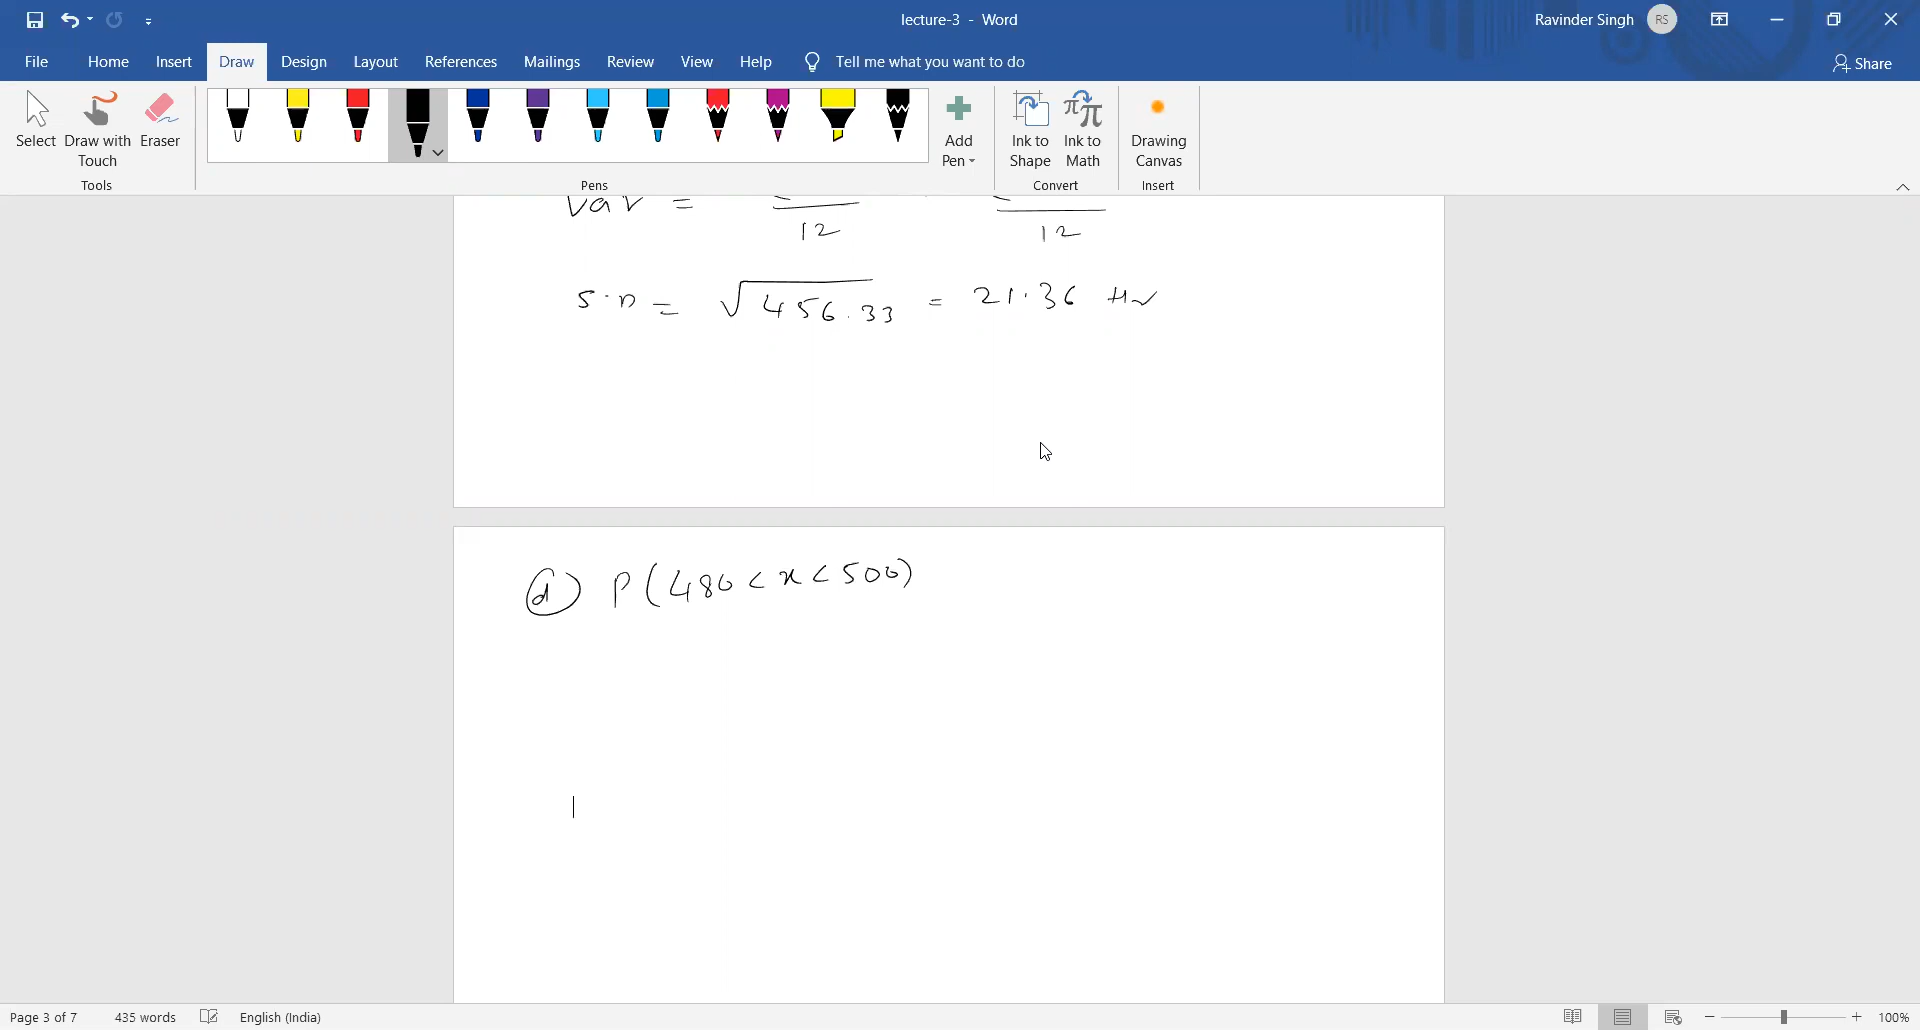 lecture-3 - Word
Ravinder Singh RS
File Home Insert Draw Design Layout References Mailings Review View Help Tell me what you want to do Share
Select Draw with Touch Eraser
Add Pen
Ink to Shape Ink to Math
Drawing Canvas
Tools Pens Convert Insert
Var =
12 12
S.D = √456.33 = 21.36 Hr
(d) P(480 < x < 500)
Page 3 of 7 435 words English (India) 100%